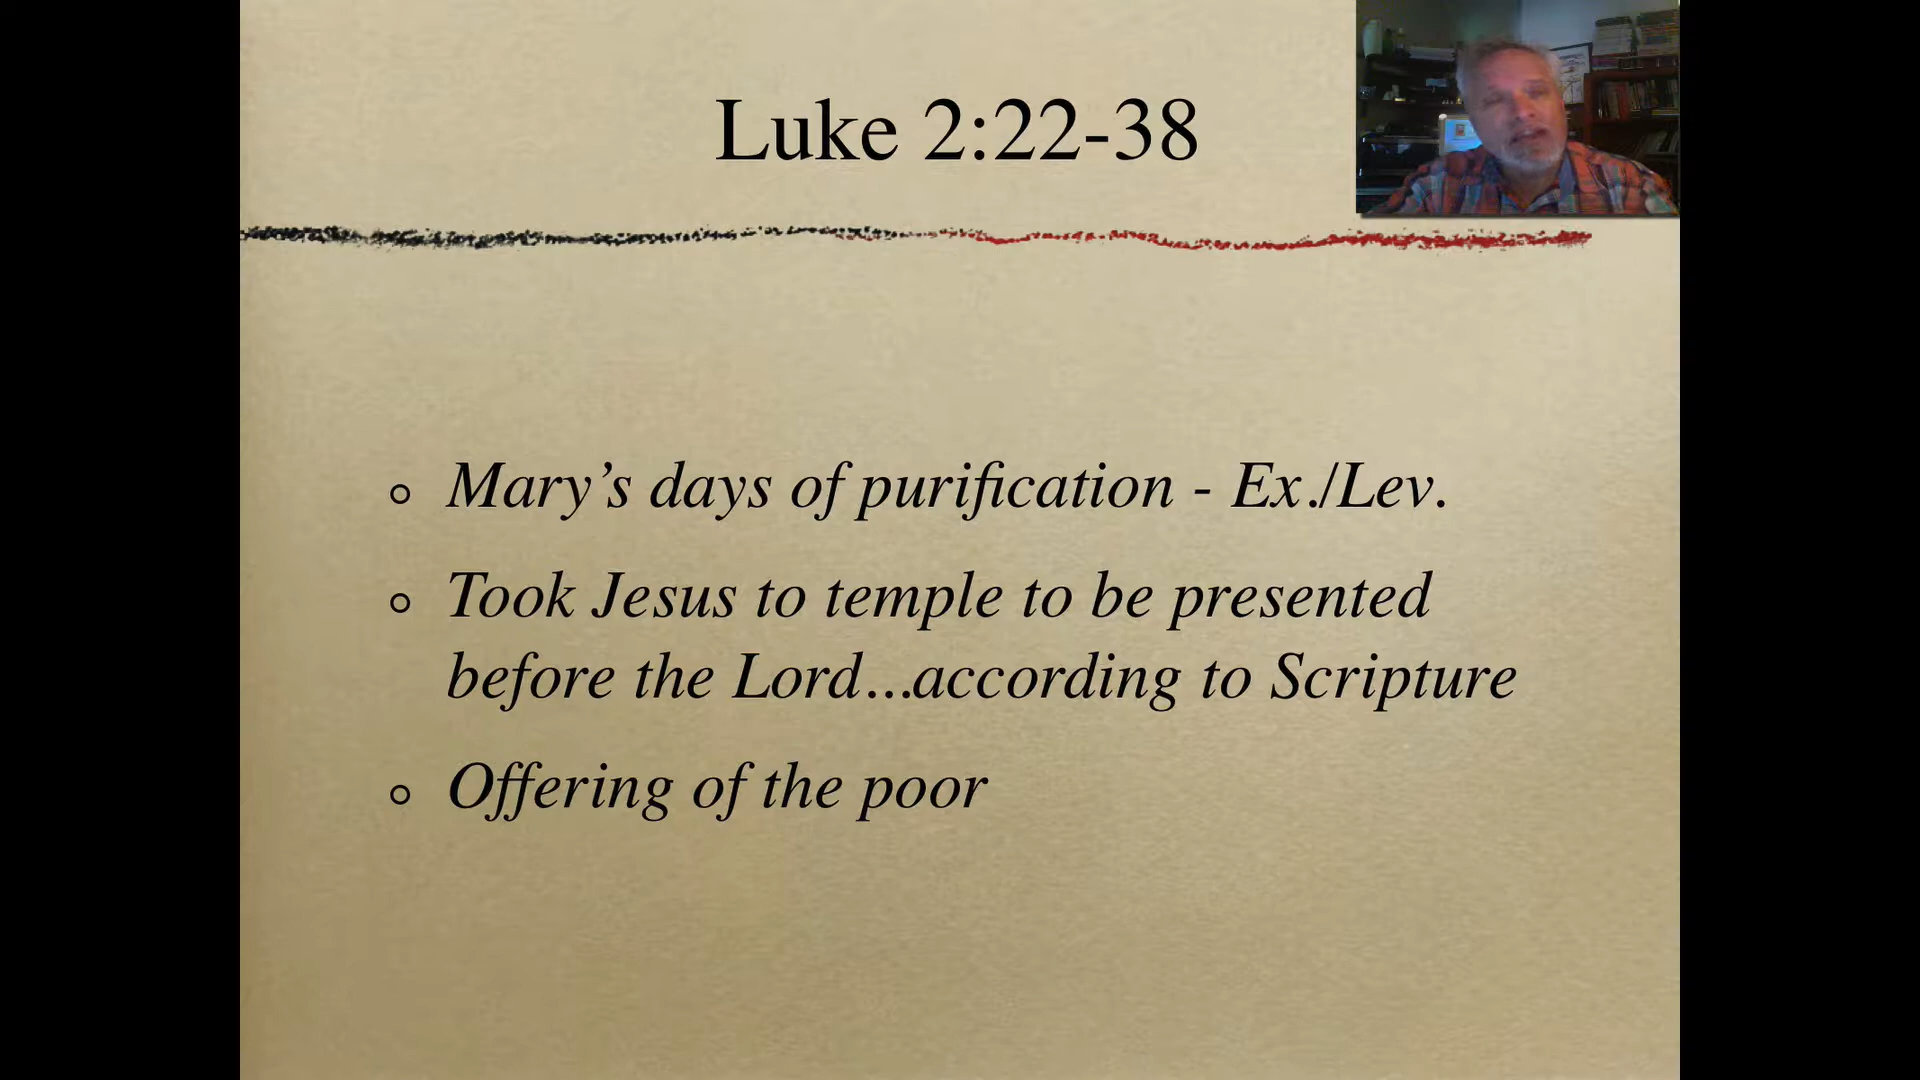 Luke 2:22-38
Mary’s days of purification - Ex./Lev.
Took Jesus to temple to be presented
before the Lord...according to Scripture
Offering of the poor